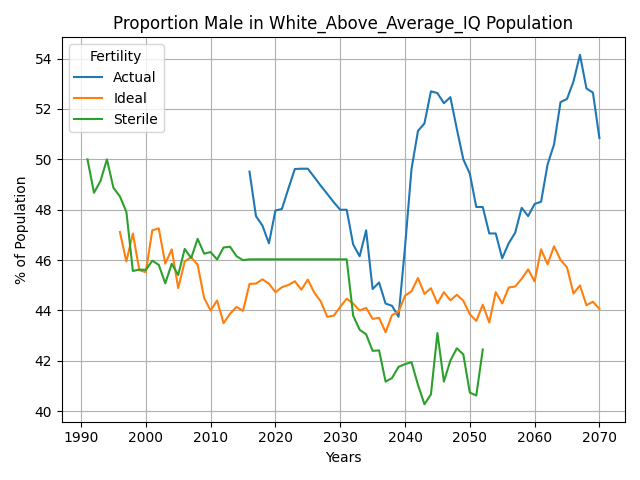 Proportion Male in White_Above_Average_IQ Population
% of Population
54
52
50
48
46
44
42
40
Fertility
Actual
Ideal
Sterile
1990 2000 2010 2020 2030 2040 2050 2060 2070
Years